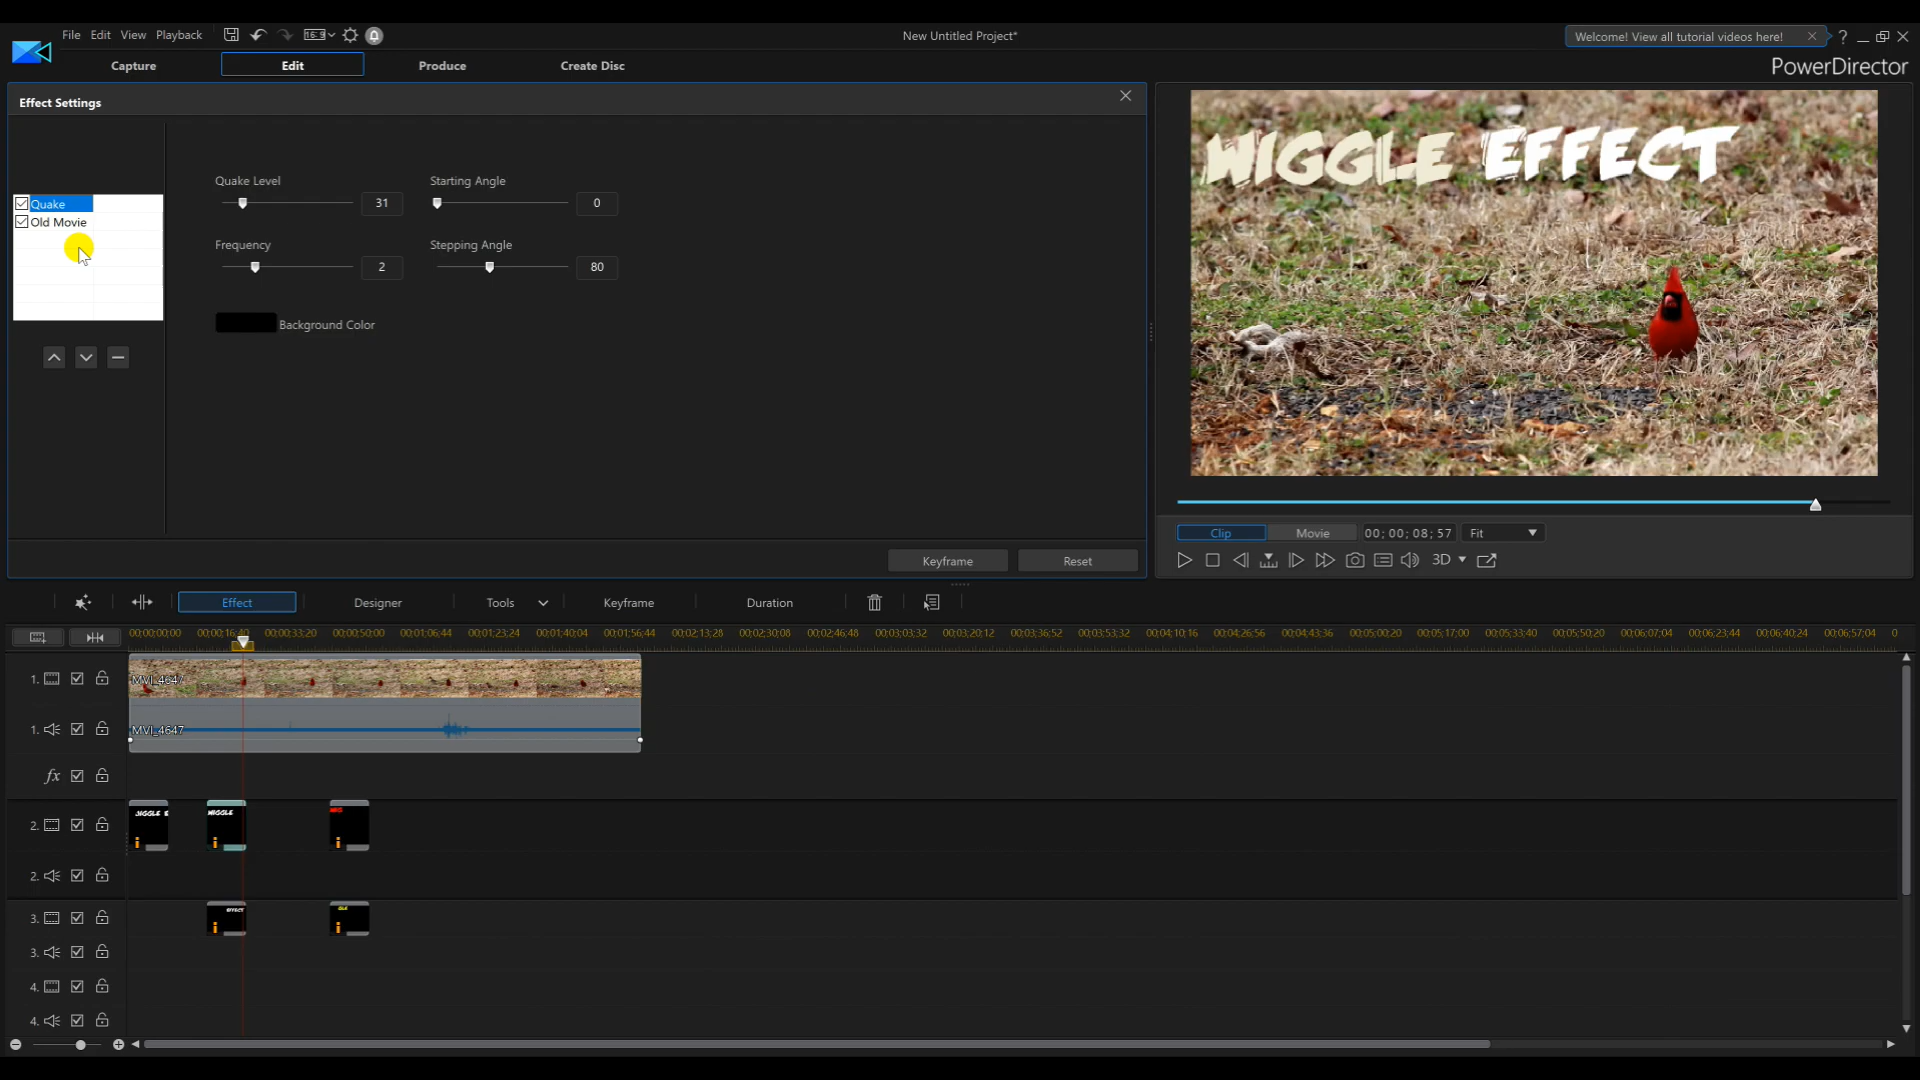 File Edit View Playback 16:9 New Untitled Project* Welcome! View all tutorial videos here! ?
Capture Edit Produce Create Disc PowerDirector
Effect Settings
WIGGLE EFFECT
Quake Level Starting Angle
Quake 31 0
Old Movie
Frequency Stepping Angle
2 80
Background Color
Clip Movie 00; 00; 08; 57 Fit
Keyframe Reset 3D
Effect Designer Tools Keyframe Duration
00;00;00;00 00;00;16;40 00;00;33;20 00;00;50;00 00;01;06;44 00;01;23;24 00;01;40;04 00;01;56;44 00;02;13;28 00;02;30;08 00;02;46;48 00;03;03;32 00;03;20;12 00;03;36;52 00;03;53;32 00;04;10;16 00;04;26;56 00;04;43;36 00;05;00;20 00;05;17;00 00;05;33;40 00;05;50;20 00;06;07;04 00;06;23;44 00;06;40;24 00;06;57;04 0
1. MVI_4647
1. MVI_4647
fx
2. JIGGLE E WIGGLE
2.
3. EFFECT
3.
4.
4.